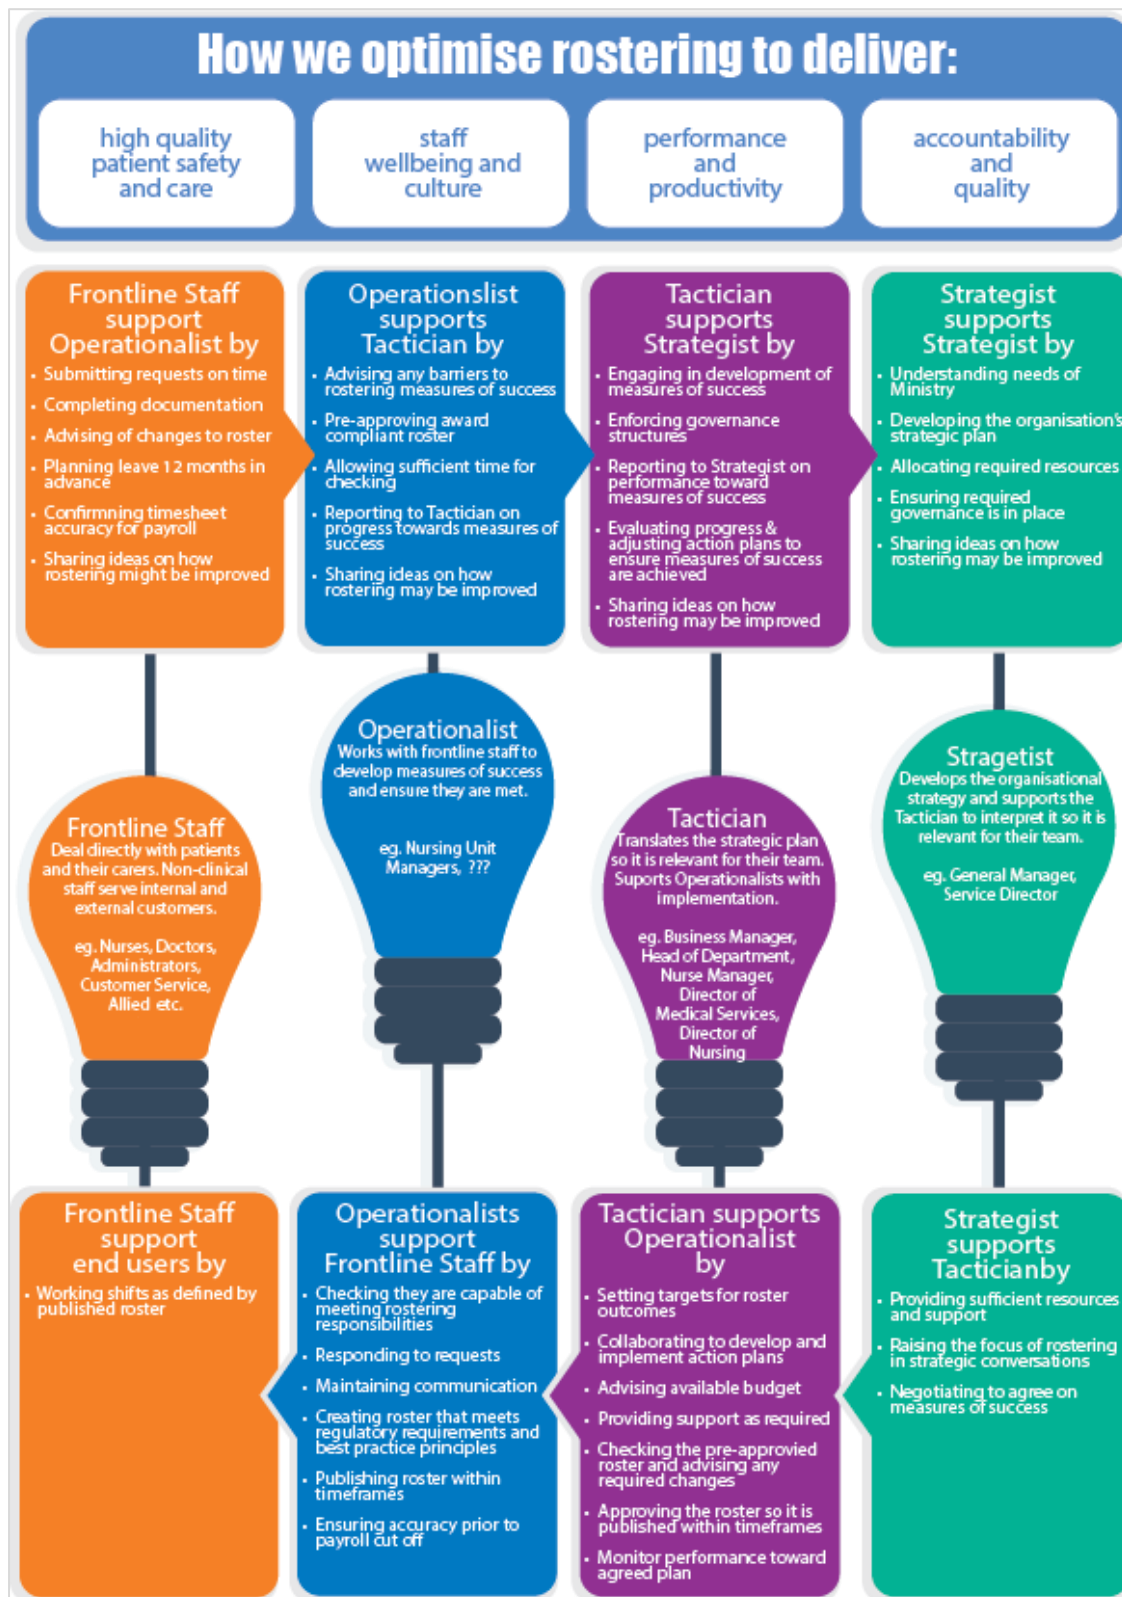 How we optimise rostering to deliver:
high quality
patient safety
and care
staff
wellbeing and
culture
performance
and
productivity
accountability
and
quality
Frontline Staff
support
Operationalist by
• Submitting requests on time
• Completing documentation
• Advising of changes to roster
• Planning leave 12 months in
advance
• Confirmning timesheet
accuracy for payroll
• Sharing ideas on how
rostering might be improved
Operationslist
supports
Tactician by
• Advising any barriers to
rostering measures of success
• Pre-approving award
compliant roster
• Allowing sufficient time for
checking
• Reporting to Tactician on
progress towards measures of
success
• Sharing ideas on how
rostering may be improved
Tactician
supports
Strategist by
• Engaging in development of
measures of success
• Enforcing governance
structures
• Reporting to Strategist on
performance toward
measures of success
• Evaluating progress &
adjusting action plans to
ensure measures of success
are achieved
• Sharing ideas on how
rostering may be improved
Strategist
supports
Strategist by
• Understanding needs of
Ministry
• Developing the organisation's
strategic plan
• Allocating required resources
• Ensuring required
governance is in place
• Sharing ideas on how
rostering may be improved
Frontline Staff
Deal directly with patients
and their carers. Non-clinical
staff serve internal and
external customers.
eg. Nurses, Doctors,
Administrators,
Customer Service,
Allied etc.
Operationalist
Works with frontline staff to
develop measures of success
and ensure they are met.
eg. Nursing Unit
Managers, ???
Tactician
Translates the strategic plan
so it is relevant for their team.
Suports Operationalists with
implementation.
eg. Business Manager,
Head of Department,
Nurse Manager,
Director of
Medical Services,
Director of
Nursing
Stragetist
Develops the organisational
strategy and supports the
Tactician to interpret it so it is
relevant for their team.
eg. General Manager,
Service Director
Frontline Staff
support
end users by
• Working shifts as defined by
published roster
Operationalists
support
Frontline Staff by
• Checking they are capable of
meeting rostering
responsibilities
• Responding to requests
• Maintaining communication
• Creating roster that meets
regulatory requirements and
best practice principles
• Publishing roster within
timeframes
• Ensuring accuracy prior to
payroll cut off
Tactician supports
Operationalist
by
• Setting targets for roster
outcomes
• Collaborating to develop and
implement action plans
• Advising available budget
• Providing support as required
• Checking the pre-approvied
roster and advising any
required changes
• Approving the roster so it is
published within timeframes
• Monitor performance toward
agreed plan
Strategist
supports
Tacticianby
• Providing sufficient resources
and support
• Raising the focus of rostering
in strategic conversations
• Negotiating to agree on
measures of success